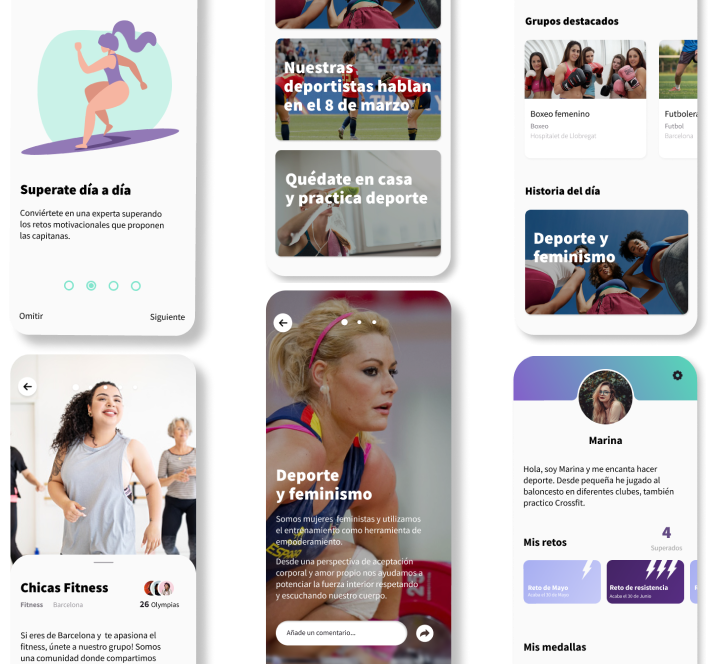 Superate día a día
Conviértete en una experta superando
los retos motivacionales que proponen
las capitanas.
Omitir
Siguiente
Chicas Fitness
Fitness
Barcelona
26 Olympias
Si eres de Barcelona y te apasiona el
fitness, únete a nuestro grupo! Somos
una comunidad donde compartimos
Nuestras
deportistas hablan
en el 8 de marzo
Quédate en casa
y practica deporte
Deporte
y feminismo
Somos mujeres feministas y utilizamos
el entrenamiento como herramienta de
empoderamiento.
Desde una perspectiva de aceptación
corporal y amor propio nos ayudamos a
potenciar la fuerza interior respetando
y escuchando nuestro cuerpo.
Añade un comentario...
Grupos destacados
Boxeo femenino
Boxeo
Hospitalet de Llobregat
Futbolera
Futbol
Barcelona
Historia del día
Deporte y
feminismo
Marina
Hola, soy Marina y me encanta hacer
deporte. Desde pequeña he jugado al
baloncesto en diferentes clubes, también
practico Crossfit.
Mis retos
4
Superados
Reto de Mayo
Acaba el 30 de Mayo
Reto de resistencia
Acaba el 30 de Junio
Mis medallas